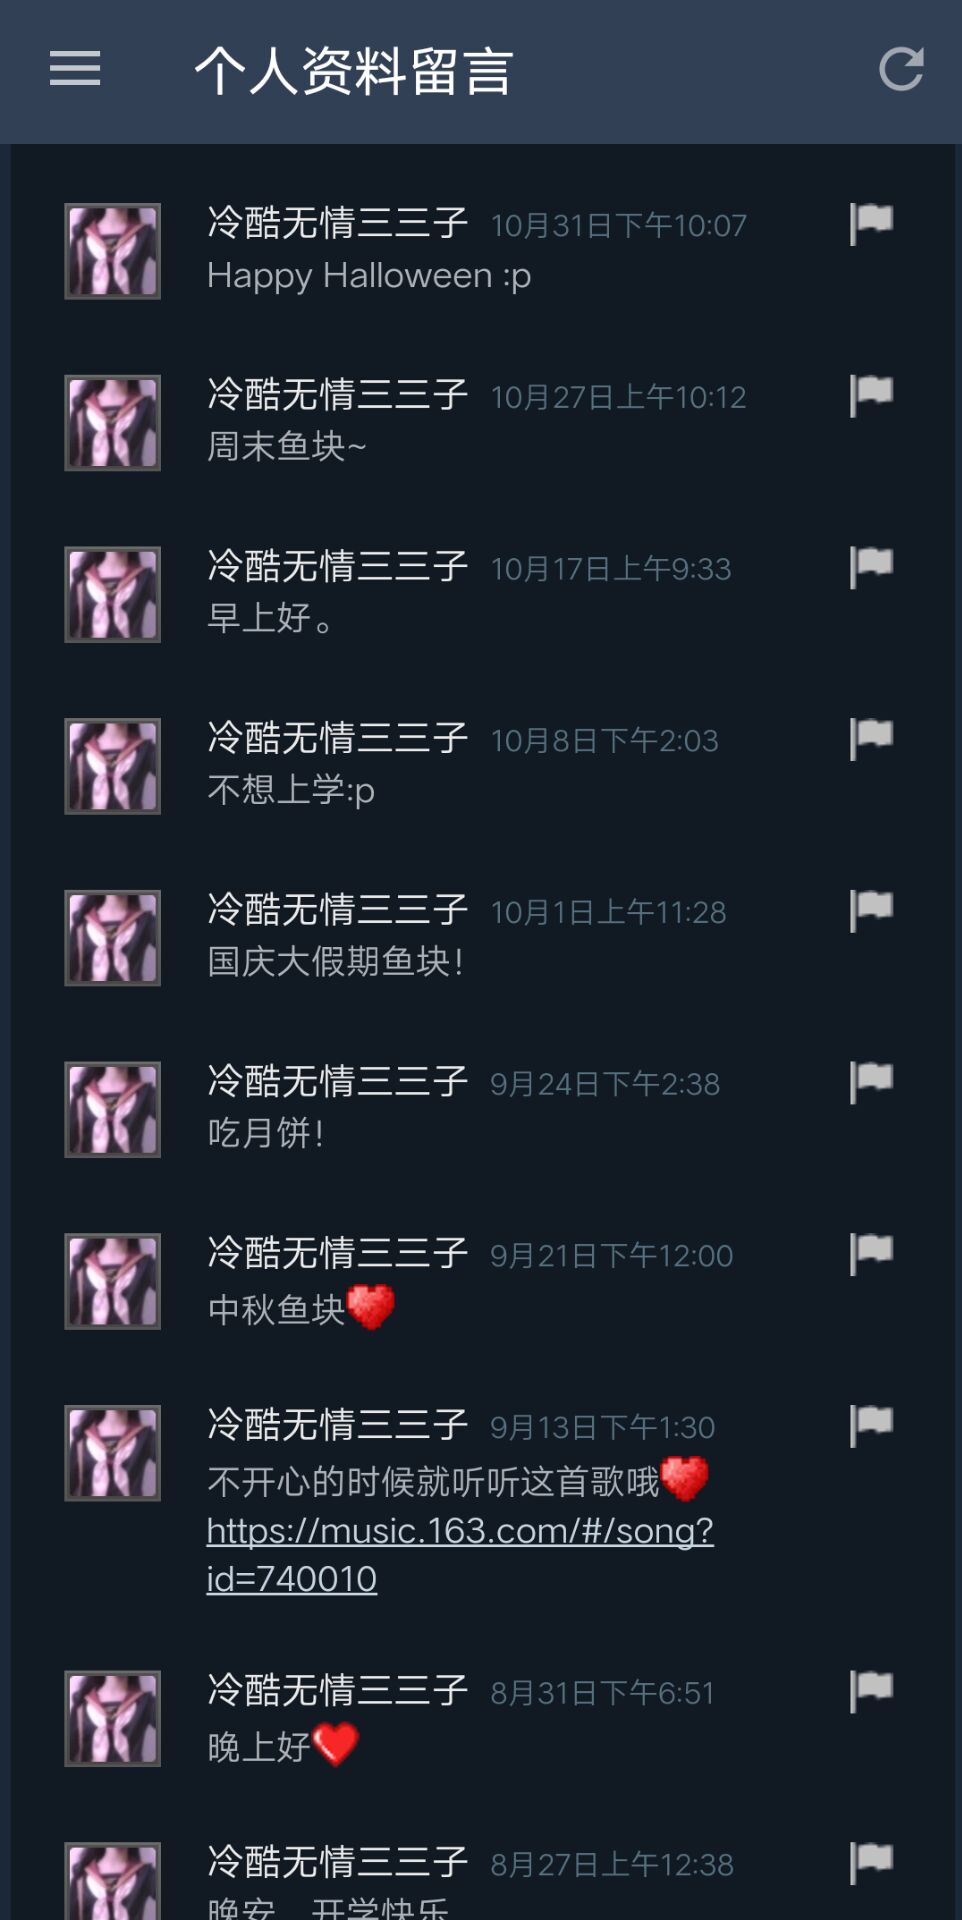 个人资料留言
冷酷无情三三子 10月31日下午10:07
Happy Halloween :p
冷酷无情三三子 10月27日上午10:12
周末鱼块~
冷酷无情三三子 10月17日上午9:33
早上好。
冷酷无情三三子 10月8日下午2:03
不想上学:p
冷酷无情三三子 10月1日上午11:28
国庆大假期鱼块！
冷酷无情三三子 9月24日下午2:38
吃月饼！
冷酷无情三三子 9月21日下午12:00
中秋鱼块
冷酷无情三三子 9月13日下午1:30
不开心的时候就听听这首歌哦
https://music.163.com/#/song?
id=740010
冷酷无情三三子 8月31日下午6:51
晚上好
冷酷无情三三子 8月27日上午12:38
晚安 开学快乐